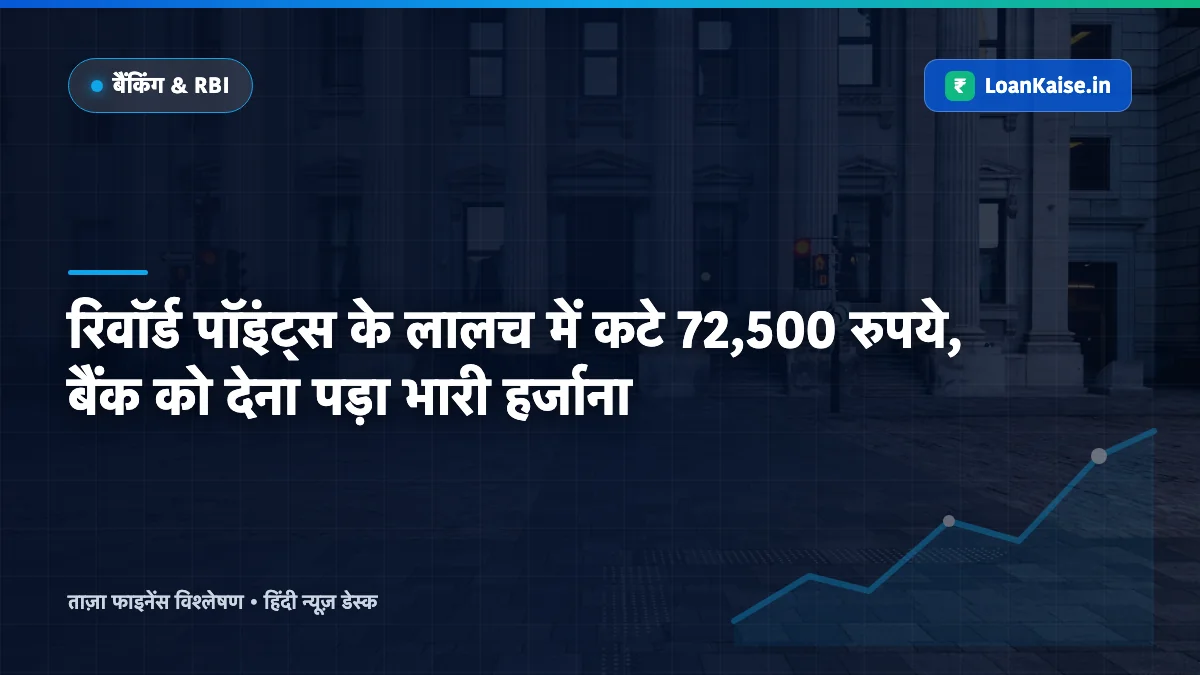 बैंकिंग & RBI
₹ LoanKaise.in
रिवॉर्ड पॉइंट्स के लालच में कटे 72,500 रुपये,
बैंक को देना पड़ा भारी हर्जाना
ताज़ा फाइनेंस विश्लेषण • हिंदी न्यूज़ डेस्क